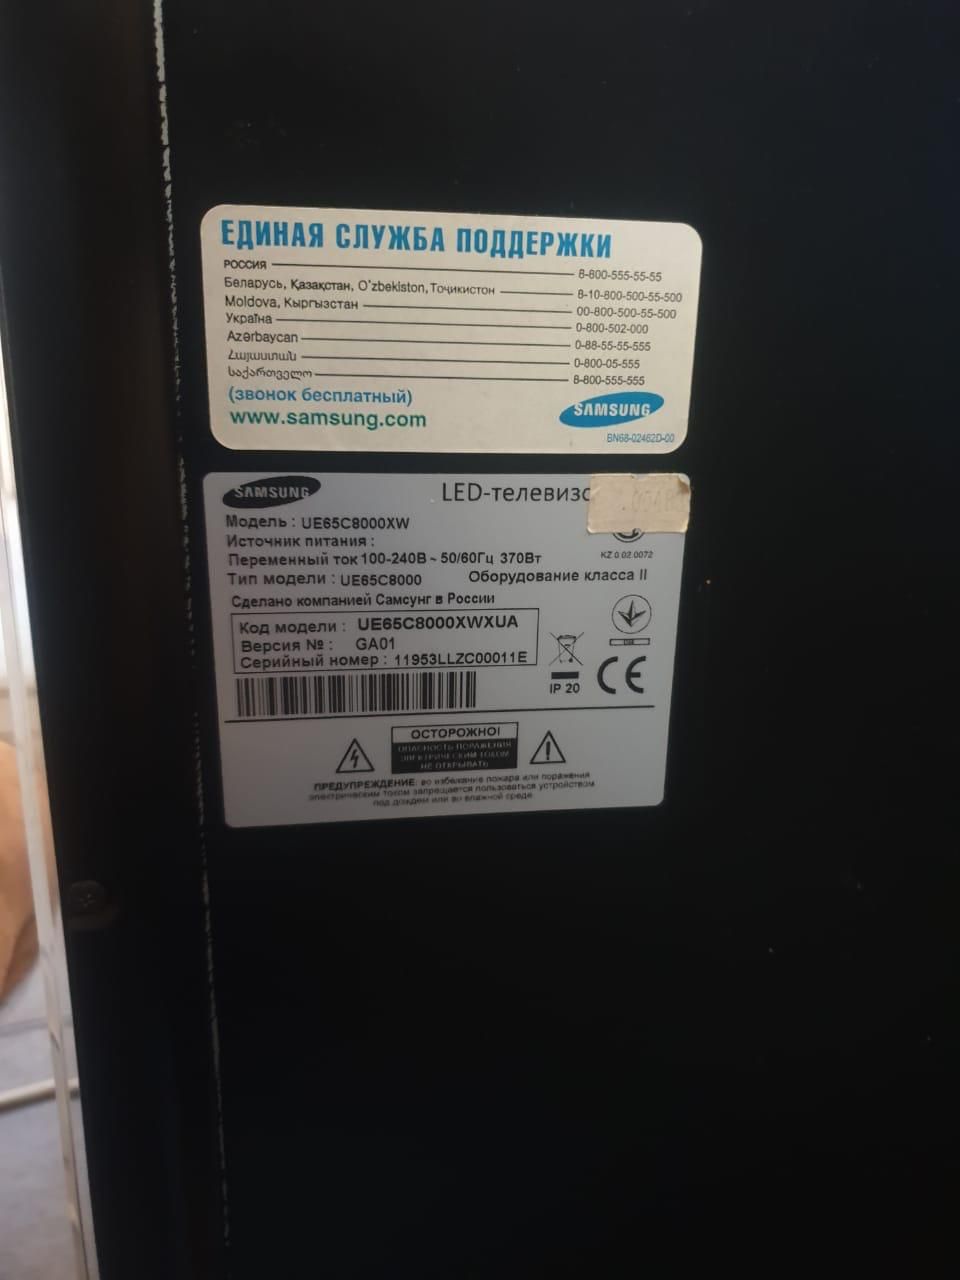 ЕДИНАЯ СЛУЖБА ПОДДЕРЖКИ
РОССИЯ 8-800-555-55-55
Беларусь, Қазақстан, O'zbekiston, Тоҷикистон 8-10-800-500-55-500
Moldova, Кыргызстан 00-800-500-55-500
Україна 0-800-502-000
Azərbaycan 0-88-55-55-555
Հայաստան 0-800-05-555
საქართველო 8-800-555-555
(звонок бесплатный)
www.samsung.com
SAMSUNG
BN68-02462D-00
SAMSUNG
LED-телевизо
Модель : UE65C8000XW
Источник питания :
Переменный ток 100-240В ~ 50/60Гц 370Вт
KZ.0.02.0072
Тип модели : UE65C8000 Оборудование класса II
Сделано компанией Самсунг в России
Код модели : UE65C8000XWXUA
Версия № : GA01
Серийный номер : 11953LLZC00011E
IP 20
CE
ОСТОРОЖНО!
ОПАСНОСТЬ ПОРАЖЕНИЯ
ЭЛЕКТРИЧЕСКИМ ТОКОМ
НЕ ОТКРЫВАТЬ
ПРЕДУПРЕЖДЕНИЕ: во избежание пожара или поражения
электрическим током запрещается пользоваться устройством
под дождем или во влажной среде